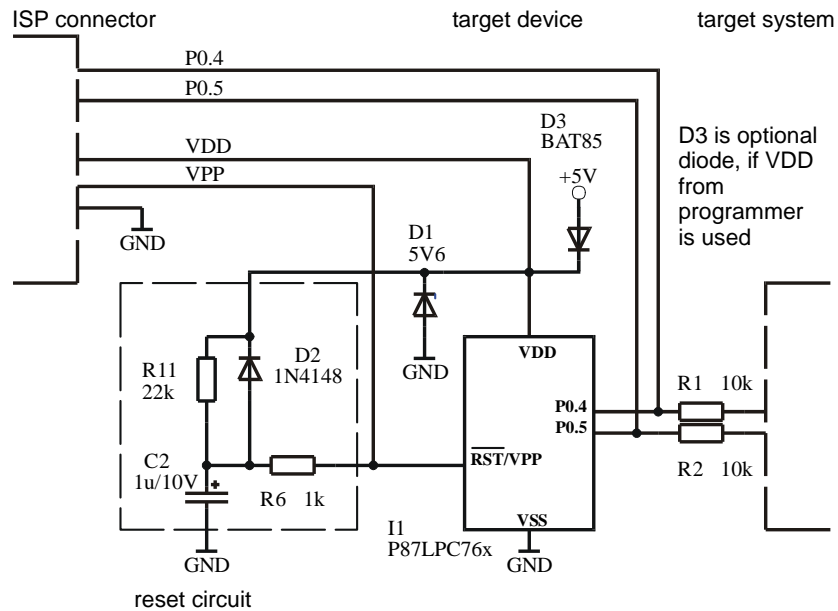 ISP connector
target device
target system
P0.4
P0.5
VDD
VPP
GND
D3
BAT85
+5V
D3 is optional
diode, if VDD
from
programmer
is used
D1
5V6
GND
R11
22k
D2
1N4148
C2
1u/10V
+
R6 1k
GND
VDD
P0.4
P0.5
RST/VPP
VSS
I1
P87LPC76x
GND
R1 10k
R2 10k
reset circuit